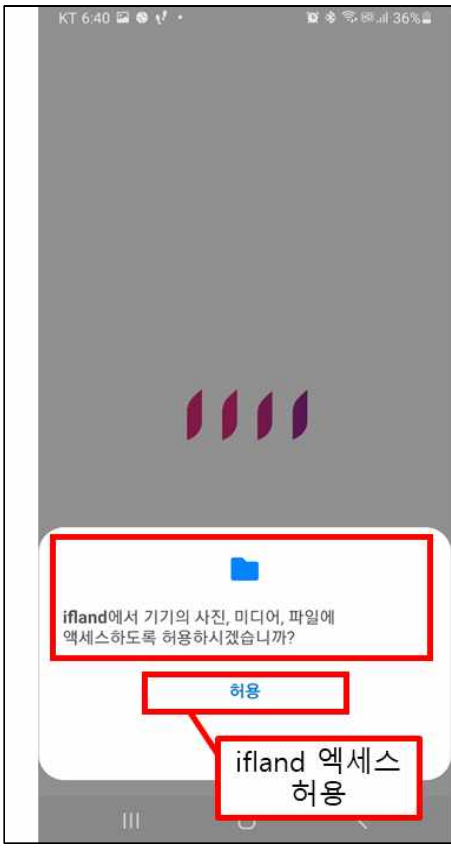 KT 6:40
36%
ifland에서 기기의 사진, 미디어, 파일에
액세스하도록 허용하시겠습니까?
허용
ifland 엑세스
허용